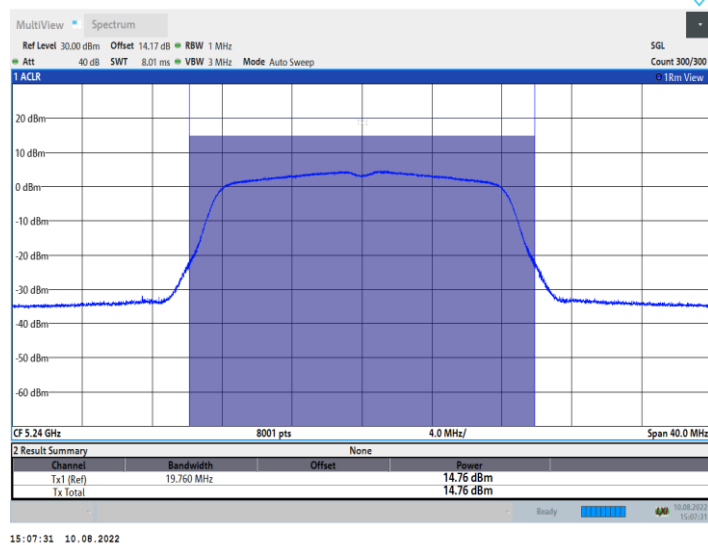 MultiView Spectrum
Ref Level 30.00 dBm Offset 14.17 dB RBW 1 MHz SGL
Att 40 dB SWT 8.01 ms VBW 3 MHz Mode Auto Sweep Count 300/300
1 ACLR 1Rm View
20 dBm
10 dBm
0 dBm
-10 dBm
-20 dBm
-30 dBm
-40 dBm
-50 dBm
-60 dBm
CF 5.24 GHz 8001 pts 4.0 MHz/ Span 40.0 MHz
2 Result Summary None
Channel Bandwidth Offset Power
Tx1 (Ref) 19.760 MHz 14.76 dBm
Tx Total 14.76 dBm
Ready 10.08.2022
15:07:31
15:07:31 10.08.2022